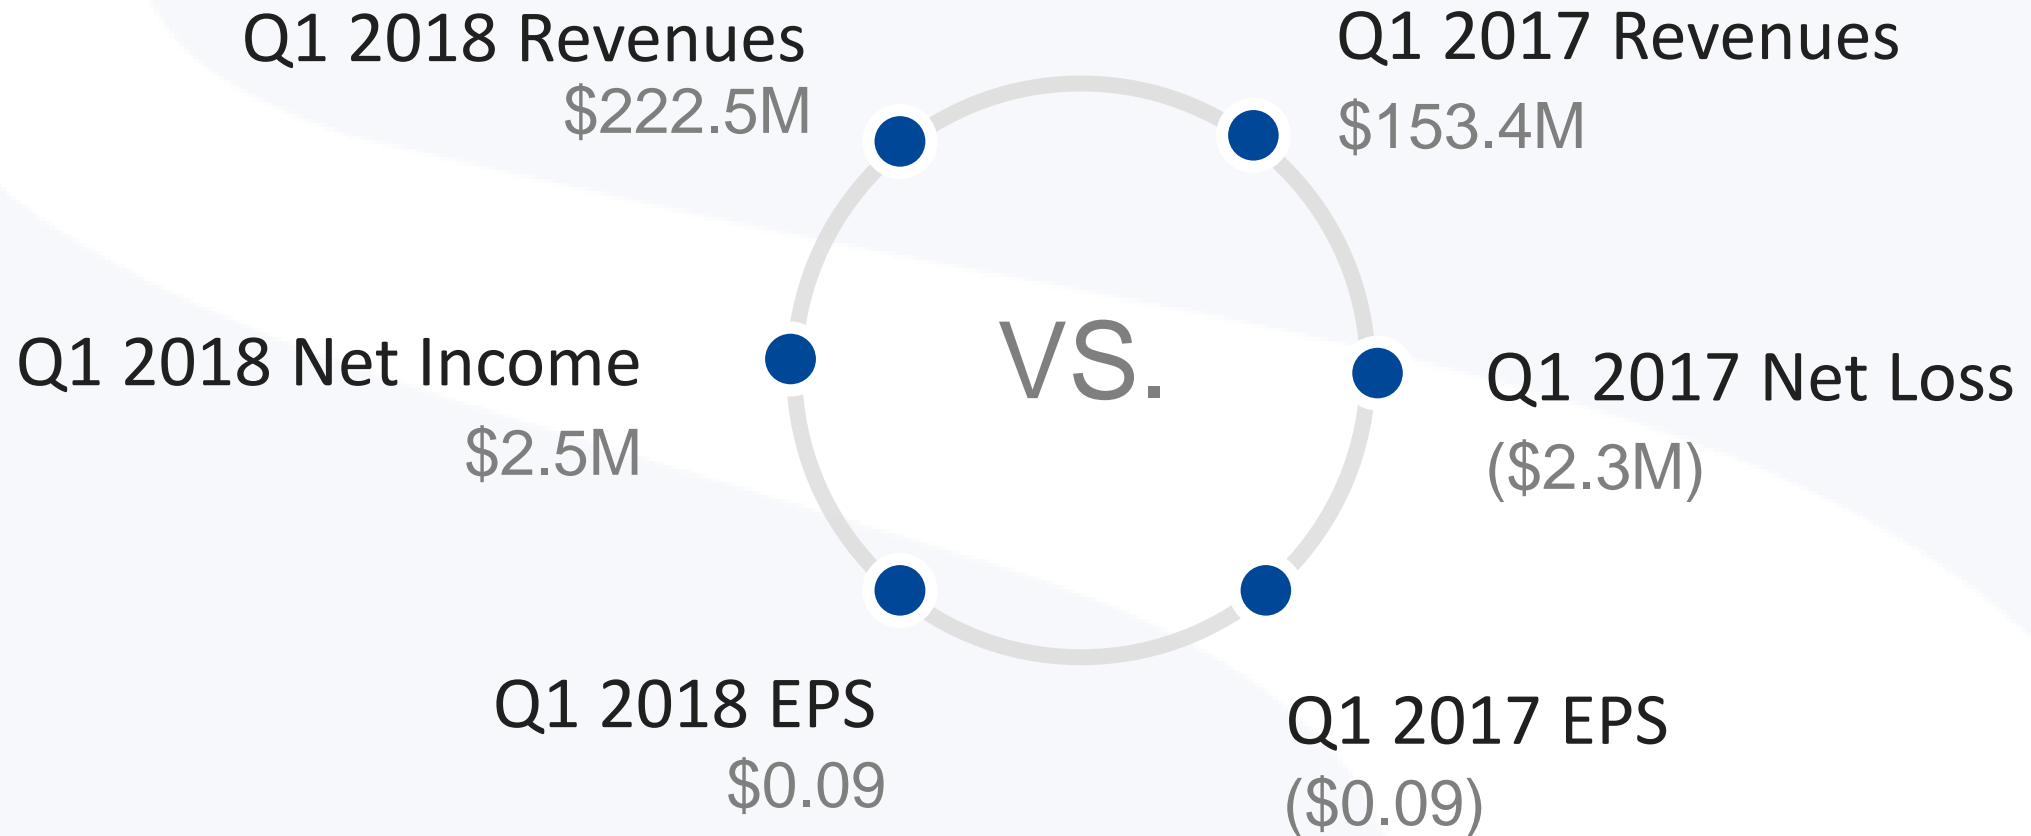 Q1 2018 Revenues
$222.5M
Q1 2017 Revenues
$153.4M
Q1 2018 Net Income
$2.5M
VS.
Q1 2017 Net Loss
($2.3M)
Q1 2018 EPS
$0.09
Q1 2017 EPS
($0.09)